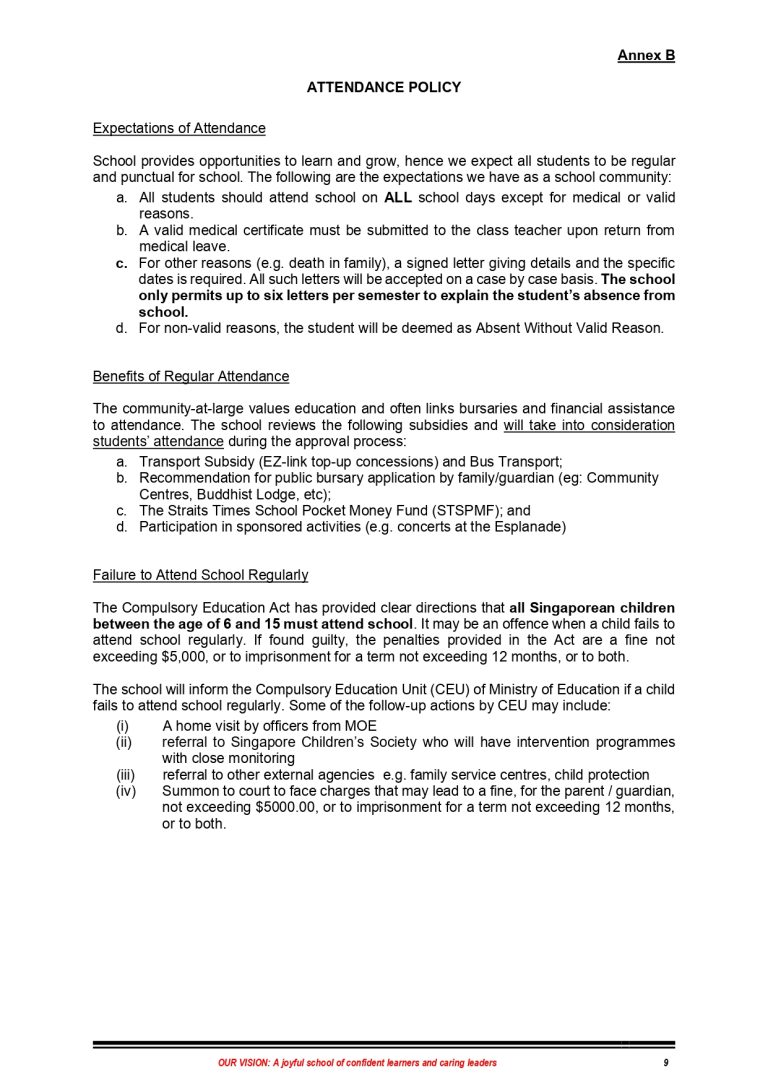 Annex B
ATTENDANCE POLICY
Expectations of Attendance
School provides opportunities to learn and grow, hence we expect all students to be regular
and punctual for school. The following are the expectations we have as a school community:
a. All students should attend school on ALL school days except for medical or valid
reasons.
b. A valid medical certificate must be submitted to the class teacher upon return from
medical leave.
c. For other reasons (e.g. death in family), a signed letter giving details and the specific
dates is required. All such letters will be accepted on a case by case basis. The school
only permits up to six letters per semester to explain the student's absence from
school.
d. For non-valid reasons, the student will be deemed as Absent Without Valid Reason.
Benefits of Regular Attendance
The community-at-large values education and often links bursaries and financial assistance
to attendance. The school reviews the following subsidies and will take into consideration
students' attendance during the approval process:
a. Transport Subsidy (EZ-link top-up concessions) and Bus Transport;
b. Recommendation for public bursary application by family/guardian (eg: Community
Centres, Buddhist Lodge, etc);
c. The Straits Times School Pocket Money Fund (STSPMF); and
d. Participation in sponsored activities (e.g. concerts at the Esplanade)
Failure to Attend School Regularly
The Compulsory Education Act has provided clear directions that all Singaporean children
between the age of 6 and 15 must attend school. It may be an offence when a child fails to
attend school regularly. If found guilty, the penalties provided in the Act are a fine not
exceeding $5,000, or to imprisonment for a term not exceeding 12 months, or to both.
The school will inform the Compulsory Education Unit (CEU) of Ministry of Education if a child
fails to attend school regularly. Some of the follow-up actions by CEU may include:
(i) A home visit by officers from MOE
(ii) referral to Singapore Children's Society who will have intervention programmes
with close monitoring
(iii) referral to other external agencies e.g. family service centres, child protection
(iv) Summon to court to face charges that may lead to a fine, for the parent / guardian,
not exceeding $5000.00, or to imprisonment for a term not exceeding 12 months,
or to both.
OUR VISION: A joyful school of confident learners and caring leaders 9